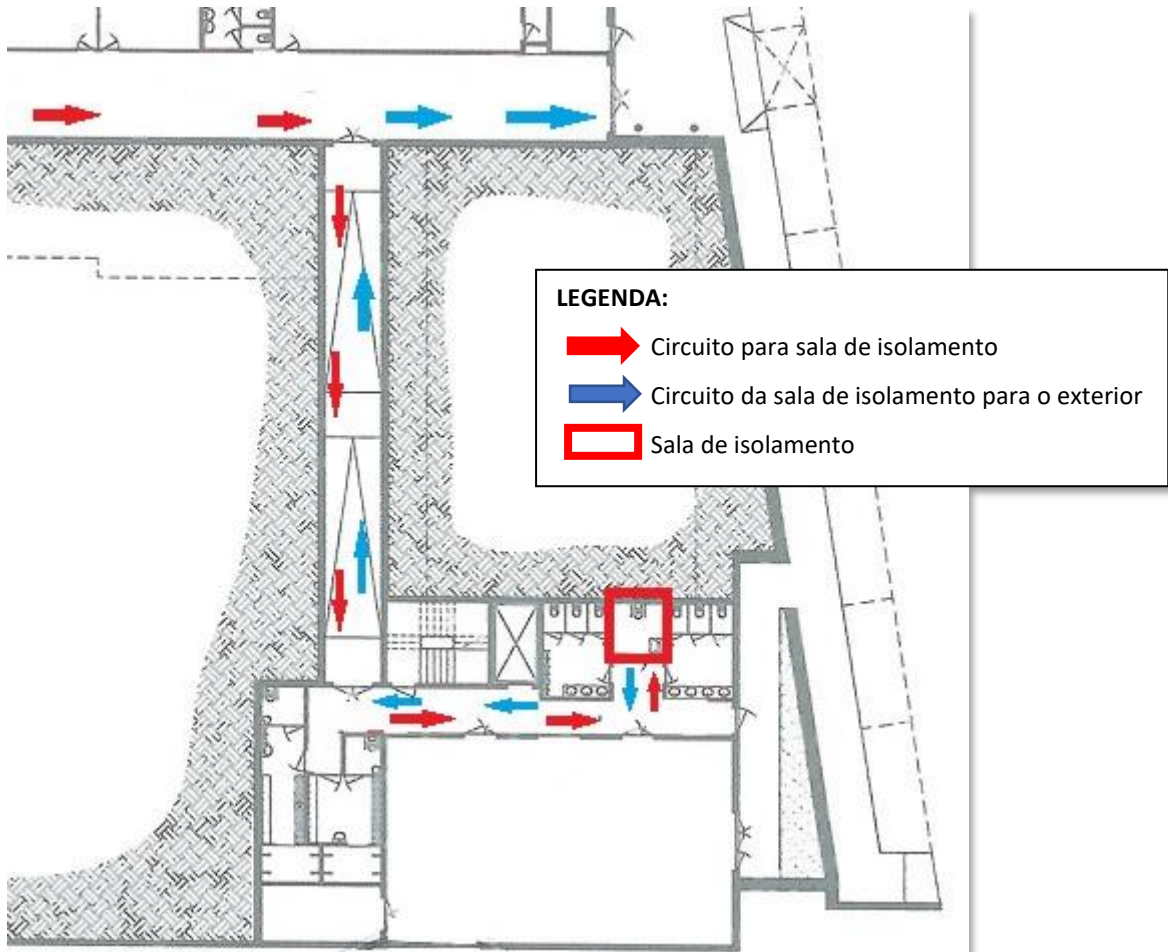 LEGENDA:
Circuito para sala de isolamento
Circuito da sala de isolamento para o exterior
Sala de isolamento